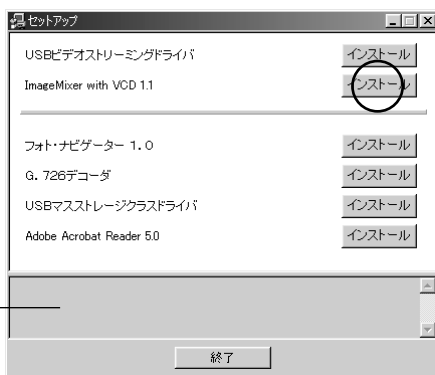 セットアップ
USBビデオストリーミングドライバ インストール
ImageMixer with VCD 1.1 インストール
フォト・ナビゲーター 1.0 インストール
G. 726デコーダ インストール
USBマスストレージクラスドライバ インストール
Adobe Acrobat Reader 5.0 インストール
終了